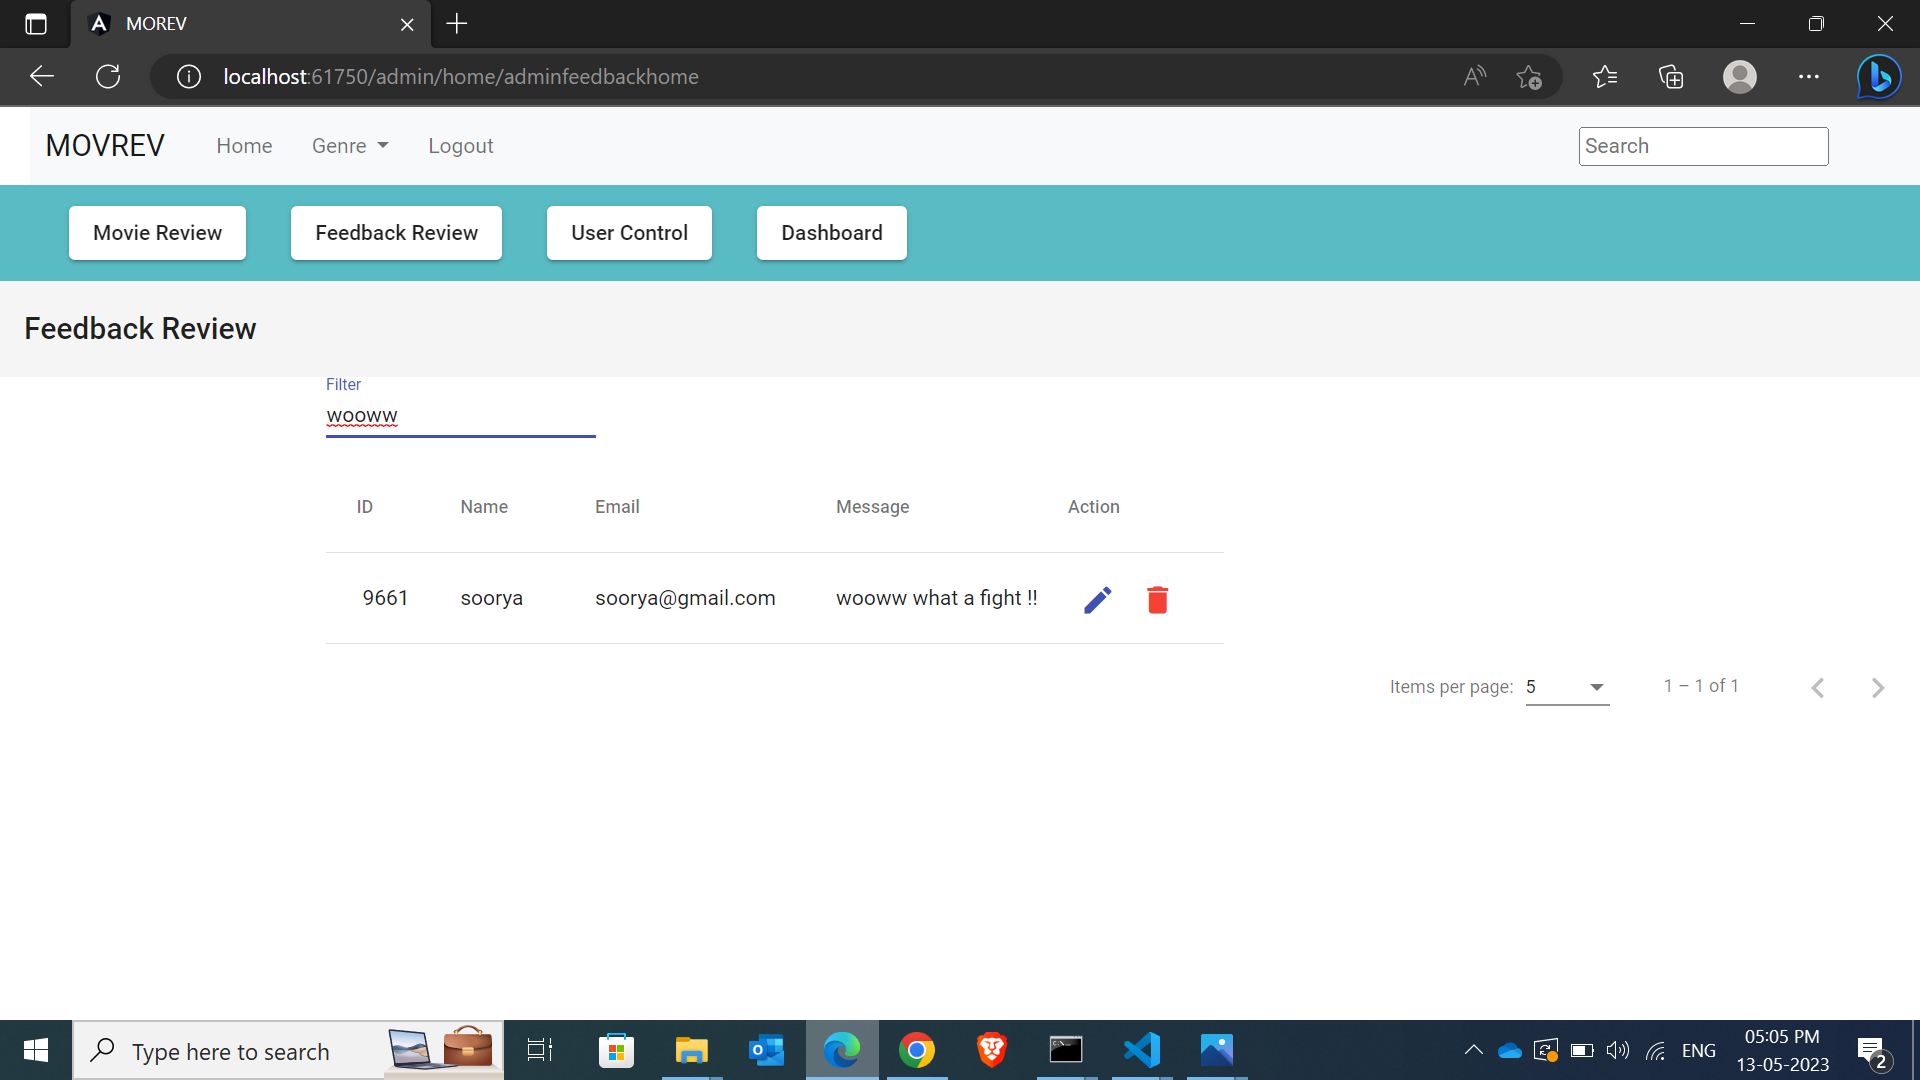 MOREV
localhost:61750/admin/home/adminfeedbackhome
MOVREV Home Genre Logout Search
Movie Review Feedback Review User Control Dashboard
Feedback Review
Filter
wooww
ID Name Email Message Action
9661 soorya soorya@gmail.com wooww what a fight !!
Items per page: 5 1 – 1 of 1
Type here to search
ENG
05:05 PM
13-05-2023
2